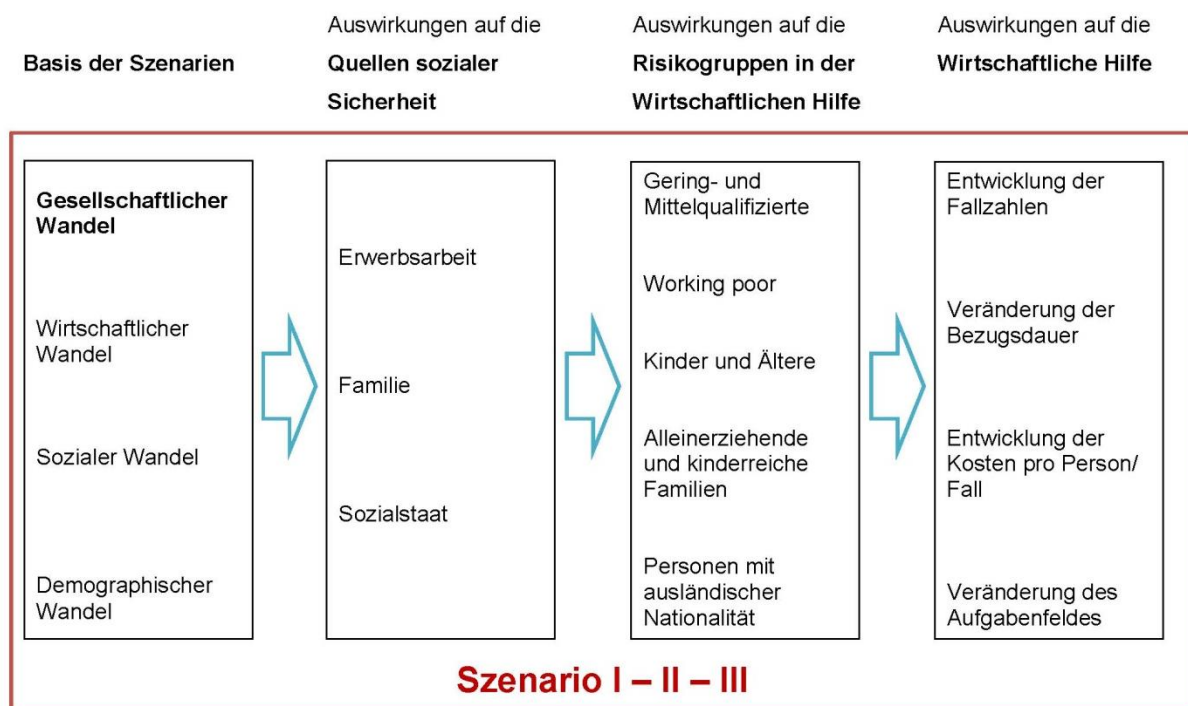 Basis der Szenarien
Auswirkungen auf die
Quellen sozialer
Sicherheit
Auswirkungen auf die
Risikogruppen in der
Wirtschaftlichen Hilfe
Auswirkungen auf die
Wirtschaftliche Hilfe
Gesellschaftlicher
Wandel
Wirtschaftlicher
Wandel
Sozialer Wandel
Demographischer
Wandel
Erwerbsarbeit
Familie
Sozialstaat
Gering- und
Mittelqualifizierte
Working poor
Kinder und Ältere
Alleinerziehende
und kinderreiche
Familien
Personen mit
ausländischer
Nationalität
Entwicklung der
Fallzahlen
Veränderung der
Bezugsdauer
Entwicklung der
Kosten pro Person/
Fall
Veränderung des
Aufgabenfeldes
Szenario I – II – III